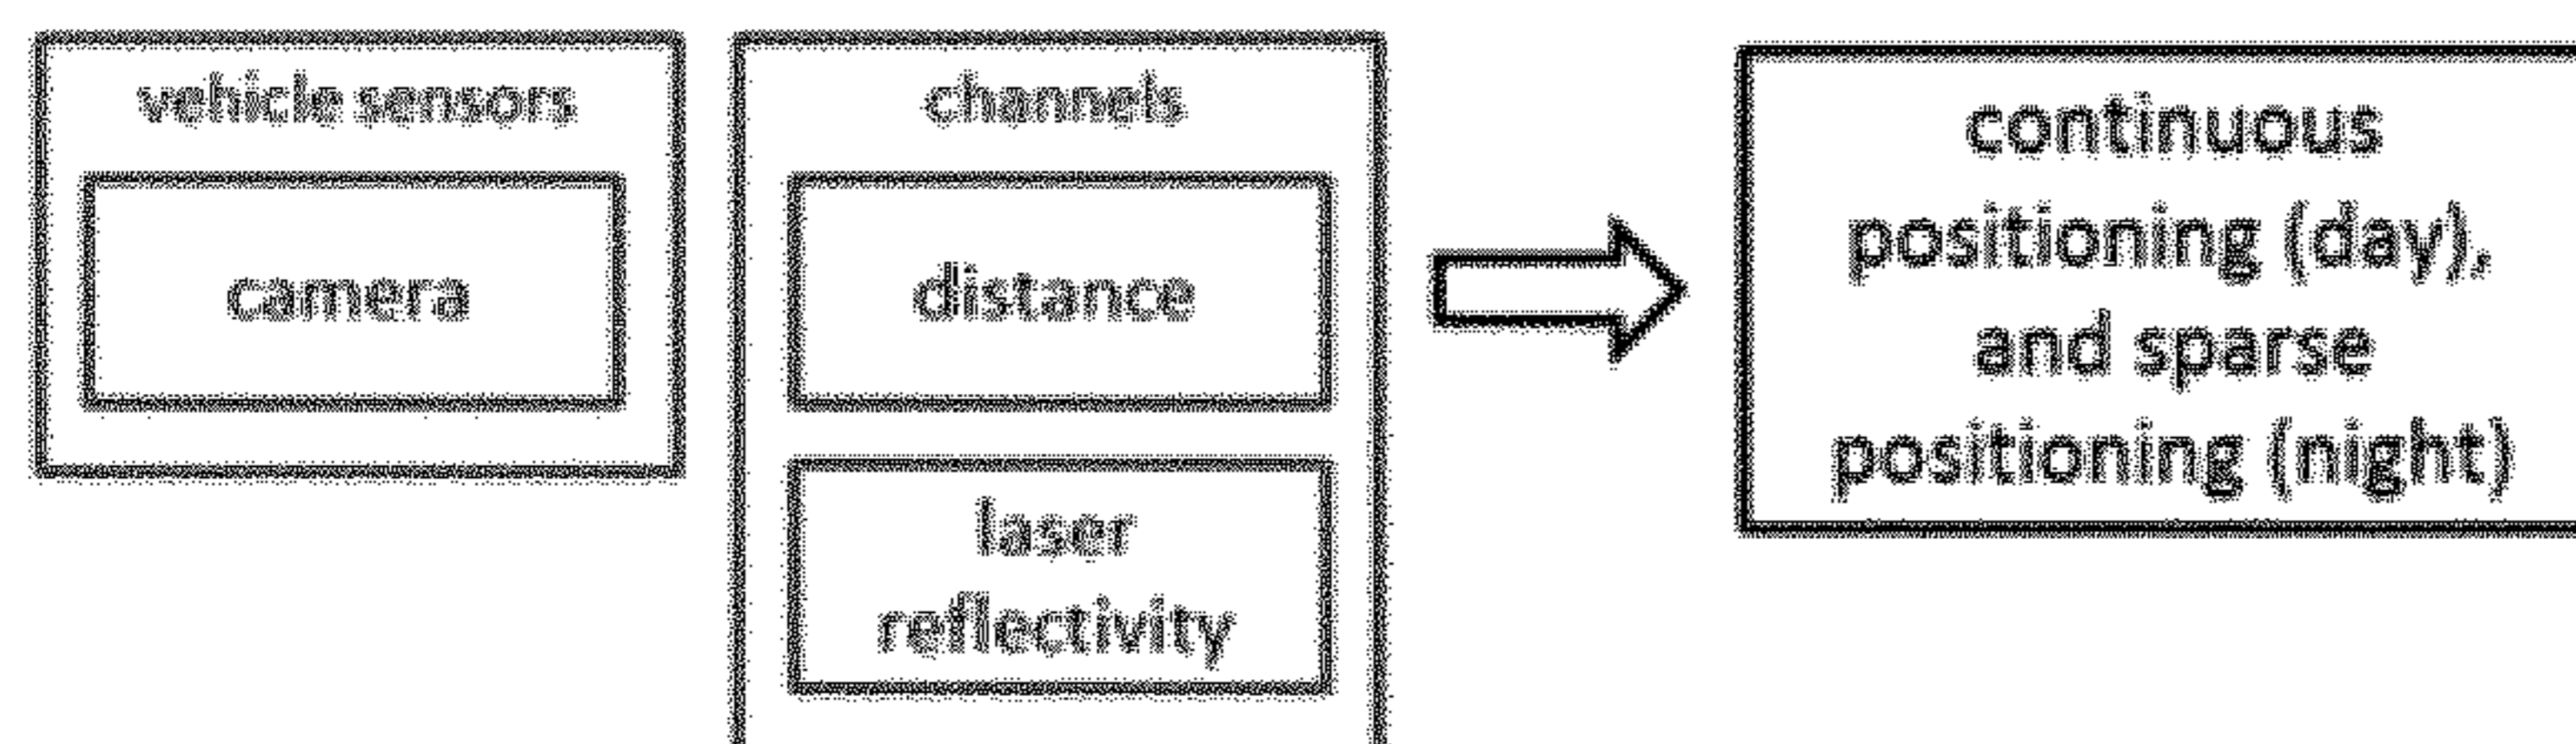 vehicle sensors
camera
channels
distance
laser
reflectivity
continuous
positioning (day),
and sparse
positioning (night)